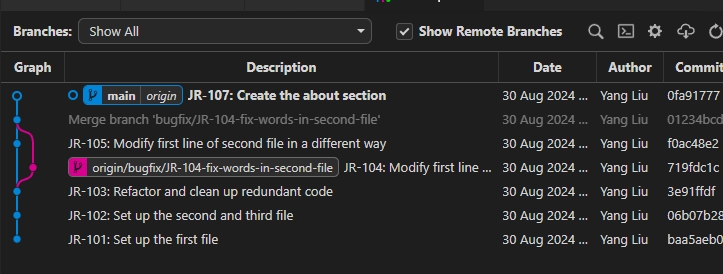 Branches: Show All Show Remote Branches
Graph Description Date Author Commit
main origin JR-107: Create the about section 30 Aug 2024 ... Yang Liu 0fa91777
Merge branch 'bugfix/JR-104-fix-words-in-second-file' 30 Aug 2024 ... Yang Liu 01234bcd
JR-105: Modify first line of second file in a different way 30 Aug 2024 ... Yang Liu f0ac48e2
origin/bugfix/JR-104-fix-words-in-second-file JR-104: Modify first line ... 30 Aug 2024 ... Yang Liu 719fdc1c
JR-103: Refactor and clean up redundant code 30 Aug 2024 ... Yang Liu 3e91ffdf
JR-102: Set up the second and third file 30 Aug 2024 ... Yang Liu 06b07b28
JR-101: Set up the first file 30 Aug 2024 ... Yang Liu baa5aeb0